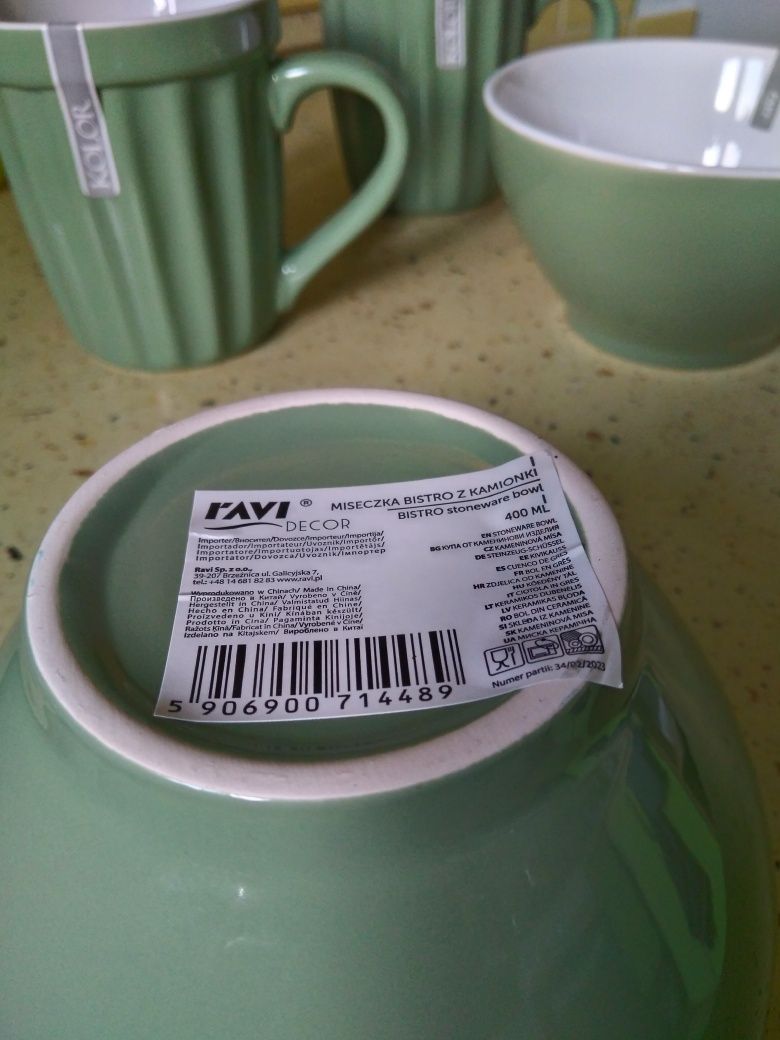 KOLOR
ravi ®
DECOR
MISECZKA BISTRO Z KAMIONKI
BISTRO stoneware bowl
400 ML
Importer/Вносител/Dovozce/Importeur/Importija/
Importador/Importateur/Uvoznik/Importőr/
Importatore/Importuotojas/Importētājs/
Importator/Dovozca/Uvoznik/Імпортер
Ravi Sp. z o.o.,
39-207 Brzeźnica ul. Galicyjska 7,
tel.: +48 14 681 82 83 www.ravi.pl
Wyprodukowano w Chinach/ Made in China/
Произведено в Китай/ Vyrobeno v Číně/
Hergestellt in China/ Valmistatud Hiinas/
Hecho en China/ Fabriqué en Chine/
Proizvedeno u Kini/ Kínában készült/
Prodotto in Cina/ Pagaminta Kinijoje/
Ražots Ķīnā/Fabricat în China/ Vyrobené v Číne/
Izdelano na Kitajskem/ Вироблено в Китаї
EN STONEWARE BOWL
BG КУПА ОТ КАМЕНИНОВИ ИЗДЕЛИЯ
CZ KAMENINOVÁ MÍSA
DE STEINZEUG-SCHÜSSEL
EE KIVIKAUSS
ES CUENCO DE GRÉS
FR BOL EN GRÈS
HR ZDJELICA OD KAMENINE
HU KŐEDÉNY TÁL
IT CIOTOLA IN GRES
LT KERAMIKOS DUBENĖLIS
LV KERAMIKAS BĻODA
RO BOL DIN CERAMICĂ
SI SKLEDA IZ KAMENINE
SK KAMENINOVÁ MISA
UA МИСКА КЕРАМІЧНА
5 906900 714489
Numer partii: 34/02/2023